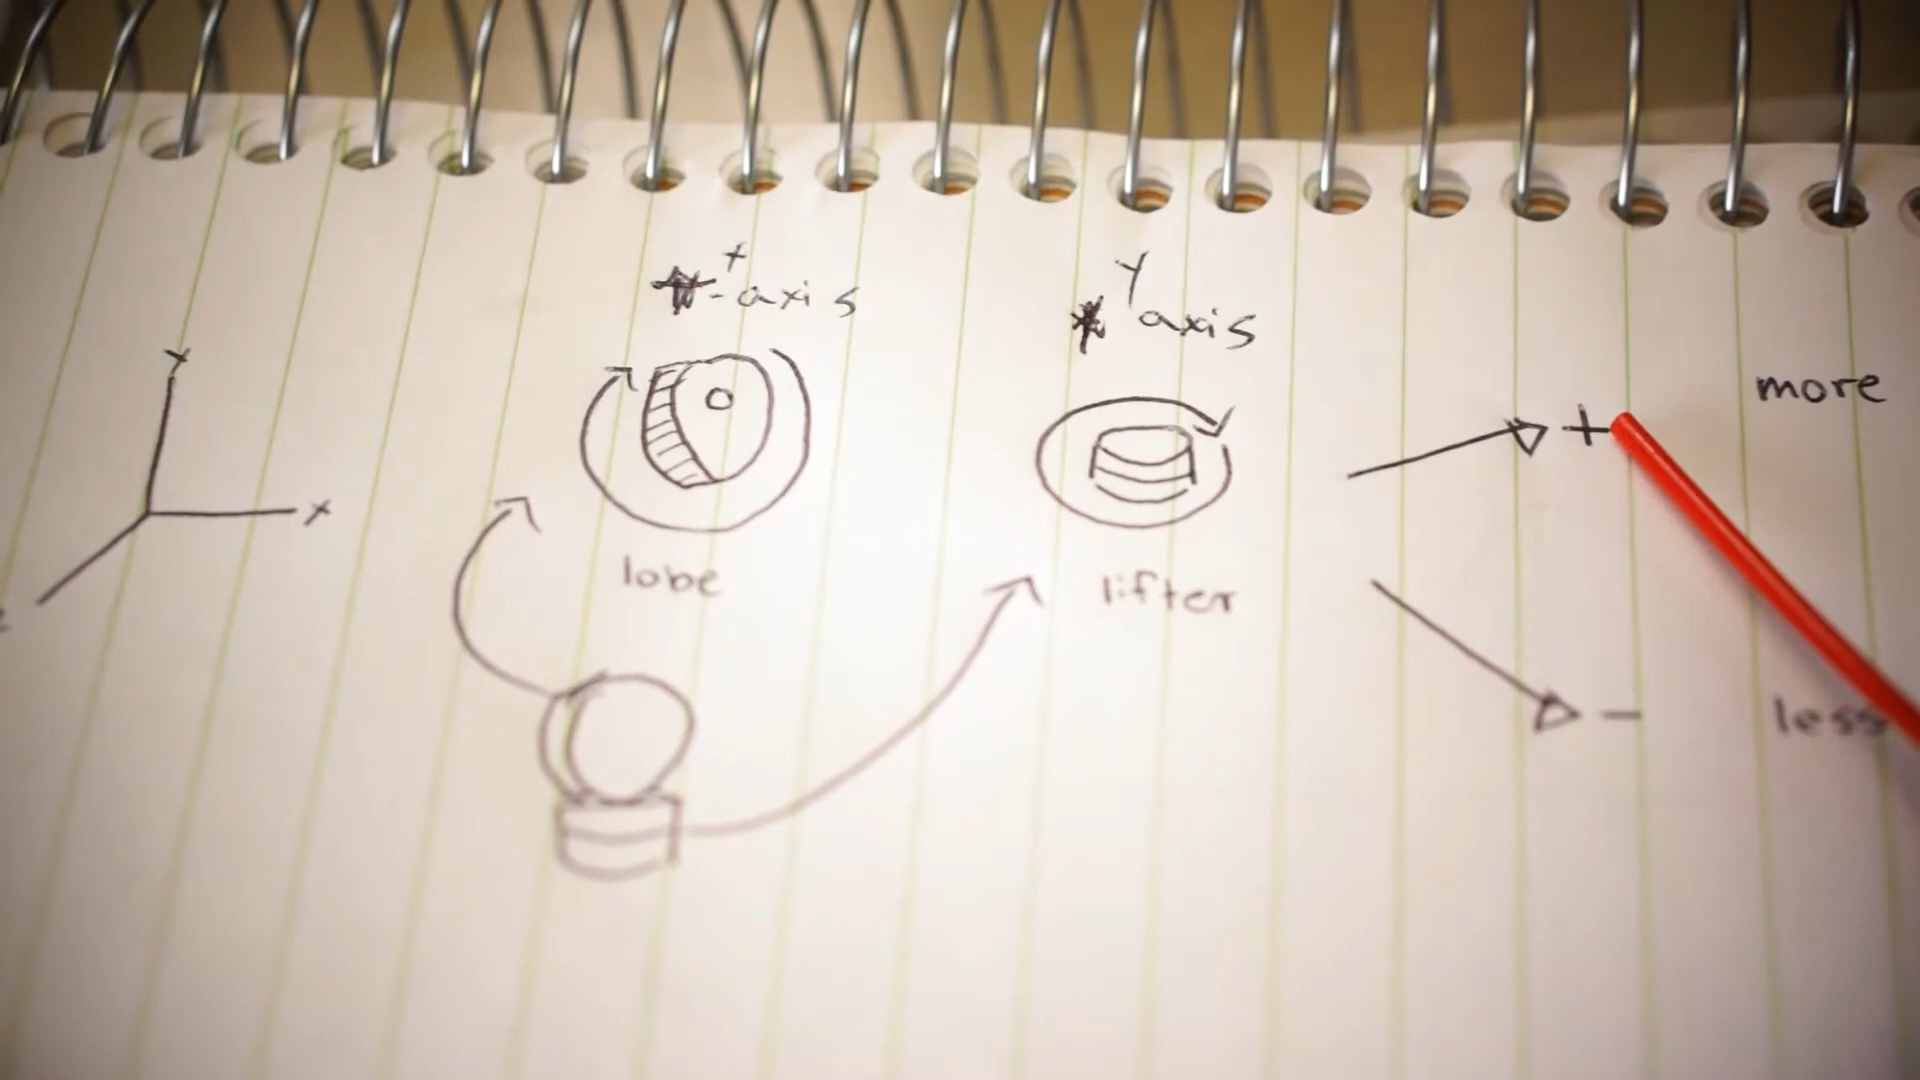 x
-axis
Y
axis
Y
x
+
more
lobe
lifter
-
less